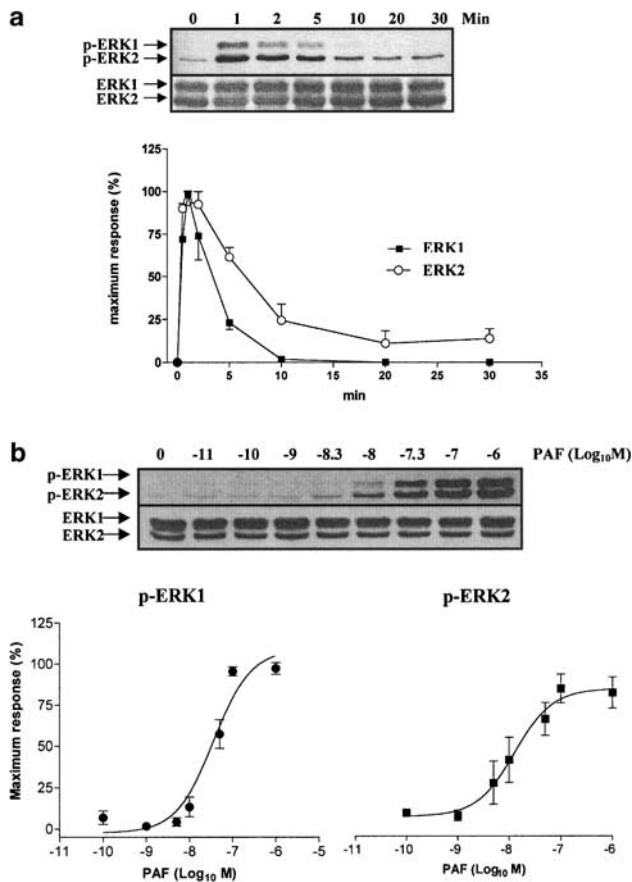 a
0 1 2 5 10 20 30 Min
p-ERK1
p-ERK2
ERK1
ERK2
maximum response (%)
125
100
75
50
25
0
ERK1
ERK2
0 5 10 15 20 25 30 35
min
b
0 -11 -10 -9 -8.3 -8 -7.3 -7 -6 PAF (Log₁₀M)
p-ERK1
p-ERK2
ERK1
ERK2
p-ERK1
Maximum response (%)
125
100
75
50
25
0
-11 -10 -9 -8 -7 -6 -5
PAF (Log₁₀ M)
p-ERK2
-11 -10 -9 -8 -7 -6
PAF (Log₁₀ M)